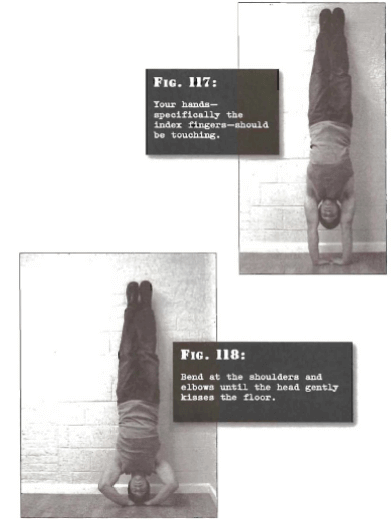 FIG. 117:
Your hands—
specifically the
index fingers—should
be touching.
FIG. 118:
Bend at the shoulders and
elbows until the head gently
kisses the floor.